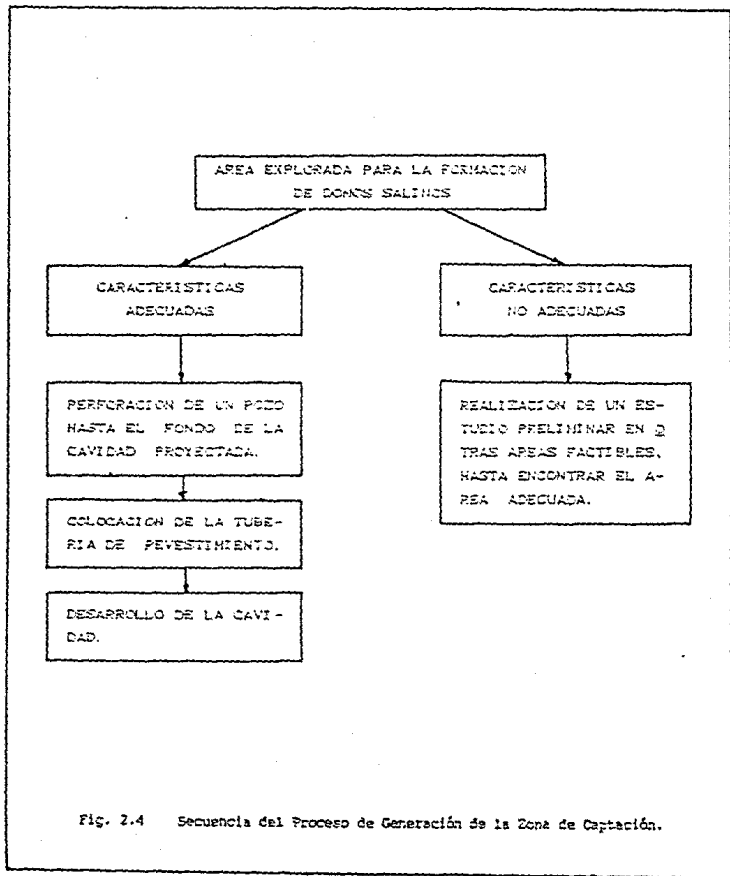 AREA EXPLORADA PARA LA FORMACION
DE DOMOS SALINOS
CARACTERISTICAS
ADECUADAS
CARACTERISTICAS
NO ADECUADAS
PERFORACION DE UN POZO
HASTA EL FONDO DE LA
CAVIDAD PROYECTADA.
REALIZACION DE UN ES-
TUDIO PRELIMINAR EN O
TRAS AREAS FACTIBLES,
HASTA ENCONTRAR EL A-
REA ADECUADA.
COLOCACION DE LA TUBE-
RIA DE REVESTIMIENTO.
DESARROLLO DE LA CAVI-
DAD.
Fig. 2.4 Secuencia del Proceso de Generación de la Zona de Captación.